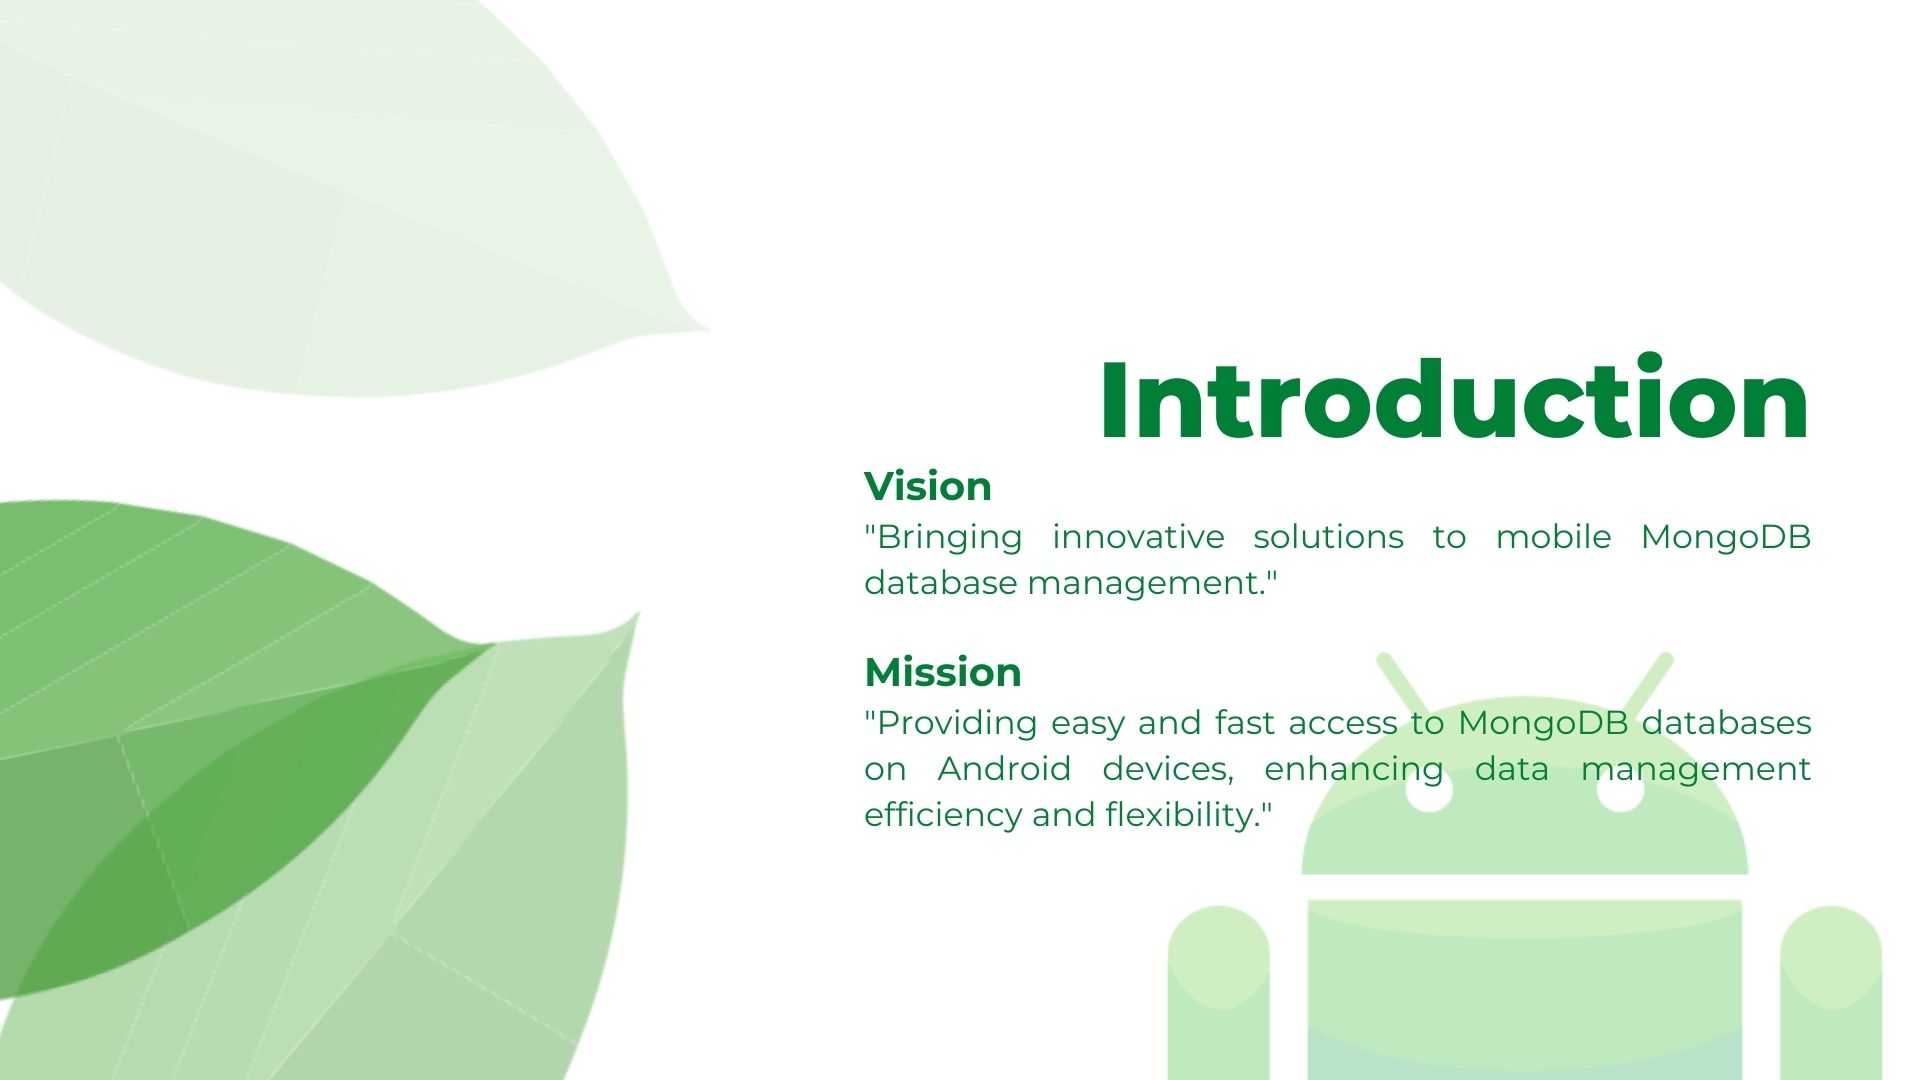 Introduction
Vision
"Bringing innovative solutions to mobile MongoDB
database management."
Mission
"Providing easy and fast access to MongoDB databases
on Android devices, enhancing data management
efficiency and flexibility."